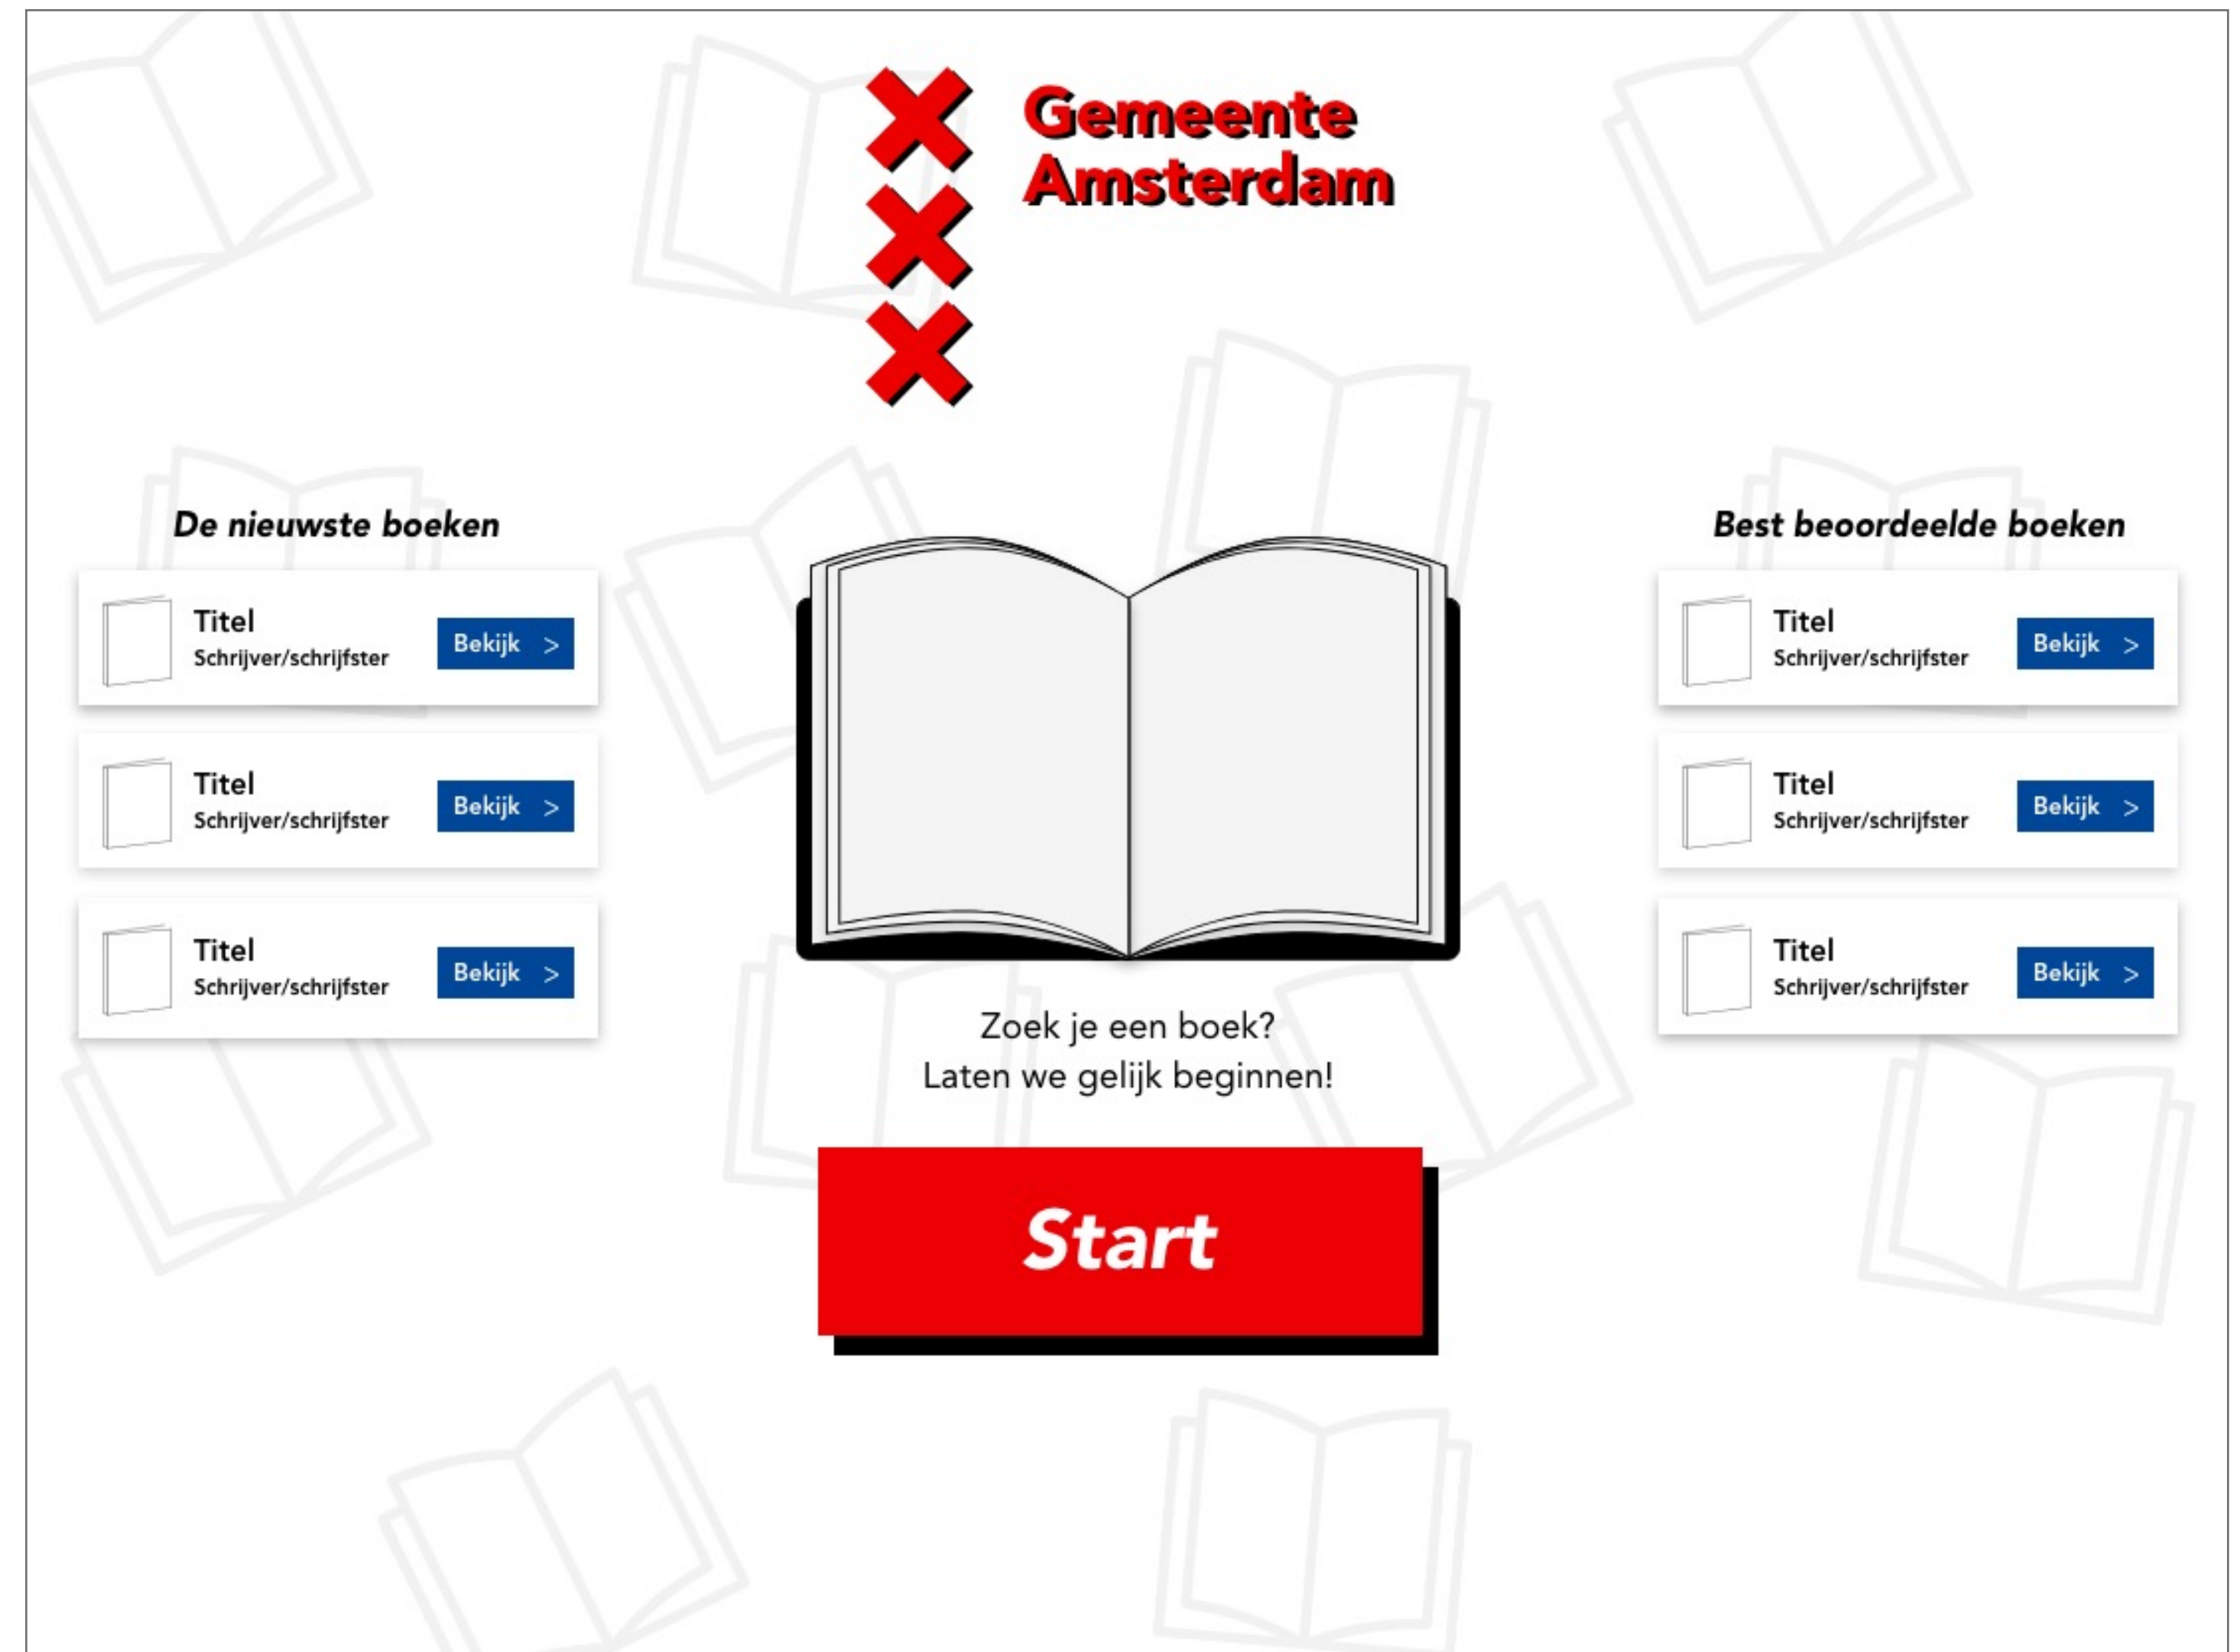 Gemeente
Amsterdam
De nieuwste boeken
Titel
Schrijver/schrijfster
Bekijk >
Titel
Schrijver/schrijfster
Bekijk >
Titel
Schrijver/schrijfster
Bekijk >
Zoek je een boek?
Laten we gelijk beginnen!
Start
Best beoordeelde boeken
Titel
Schrijver/schrijfster
Bekijk >
Titel
Schrijver/schrijfster
Bekijk >
Titel
Schrijver/schrijfster
Bekijk >